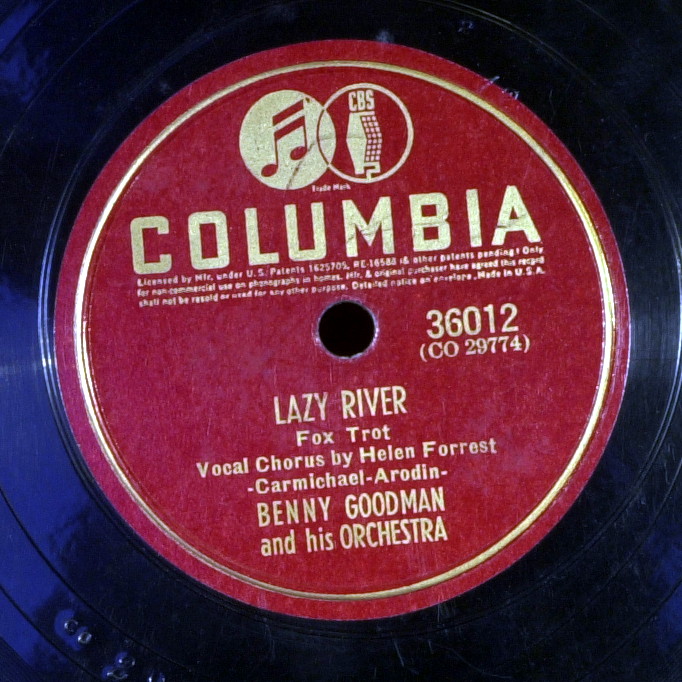 CBS
Trade Mark
COLUMBIA
Licensed by Mfr. under U.S. Patents 1625705, RE-16588 (& other patents pending) Only
for non-commercial use on phonographs in homes. Mfr. & original purchaser have agreed this record
shall not be resold or used for any other purpose. Detailed notice on envelope. Made in U.S.A.
36012
(CO 29774)
LAZY RIVER
Fox Trot
Vocal Chorus by Helen Forrest
-Carmichael-Arodin-
BENNY GOODMAN
and his ORCHESTRA